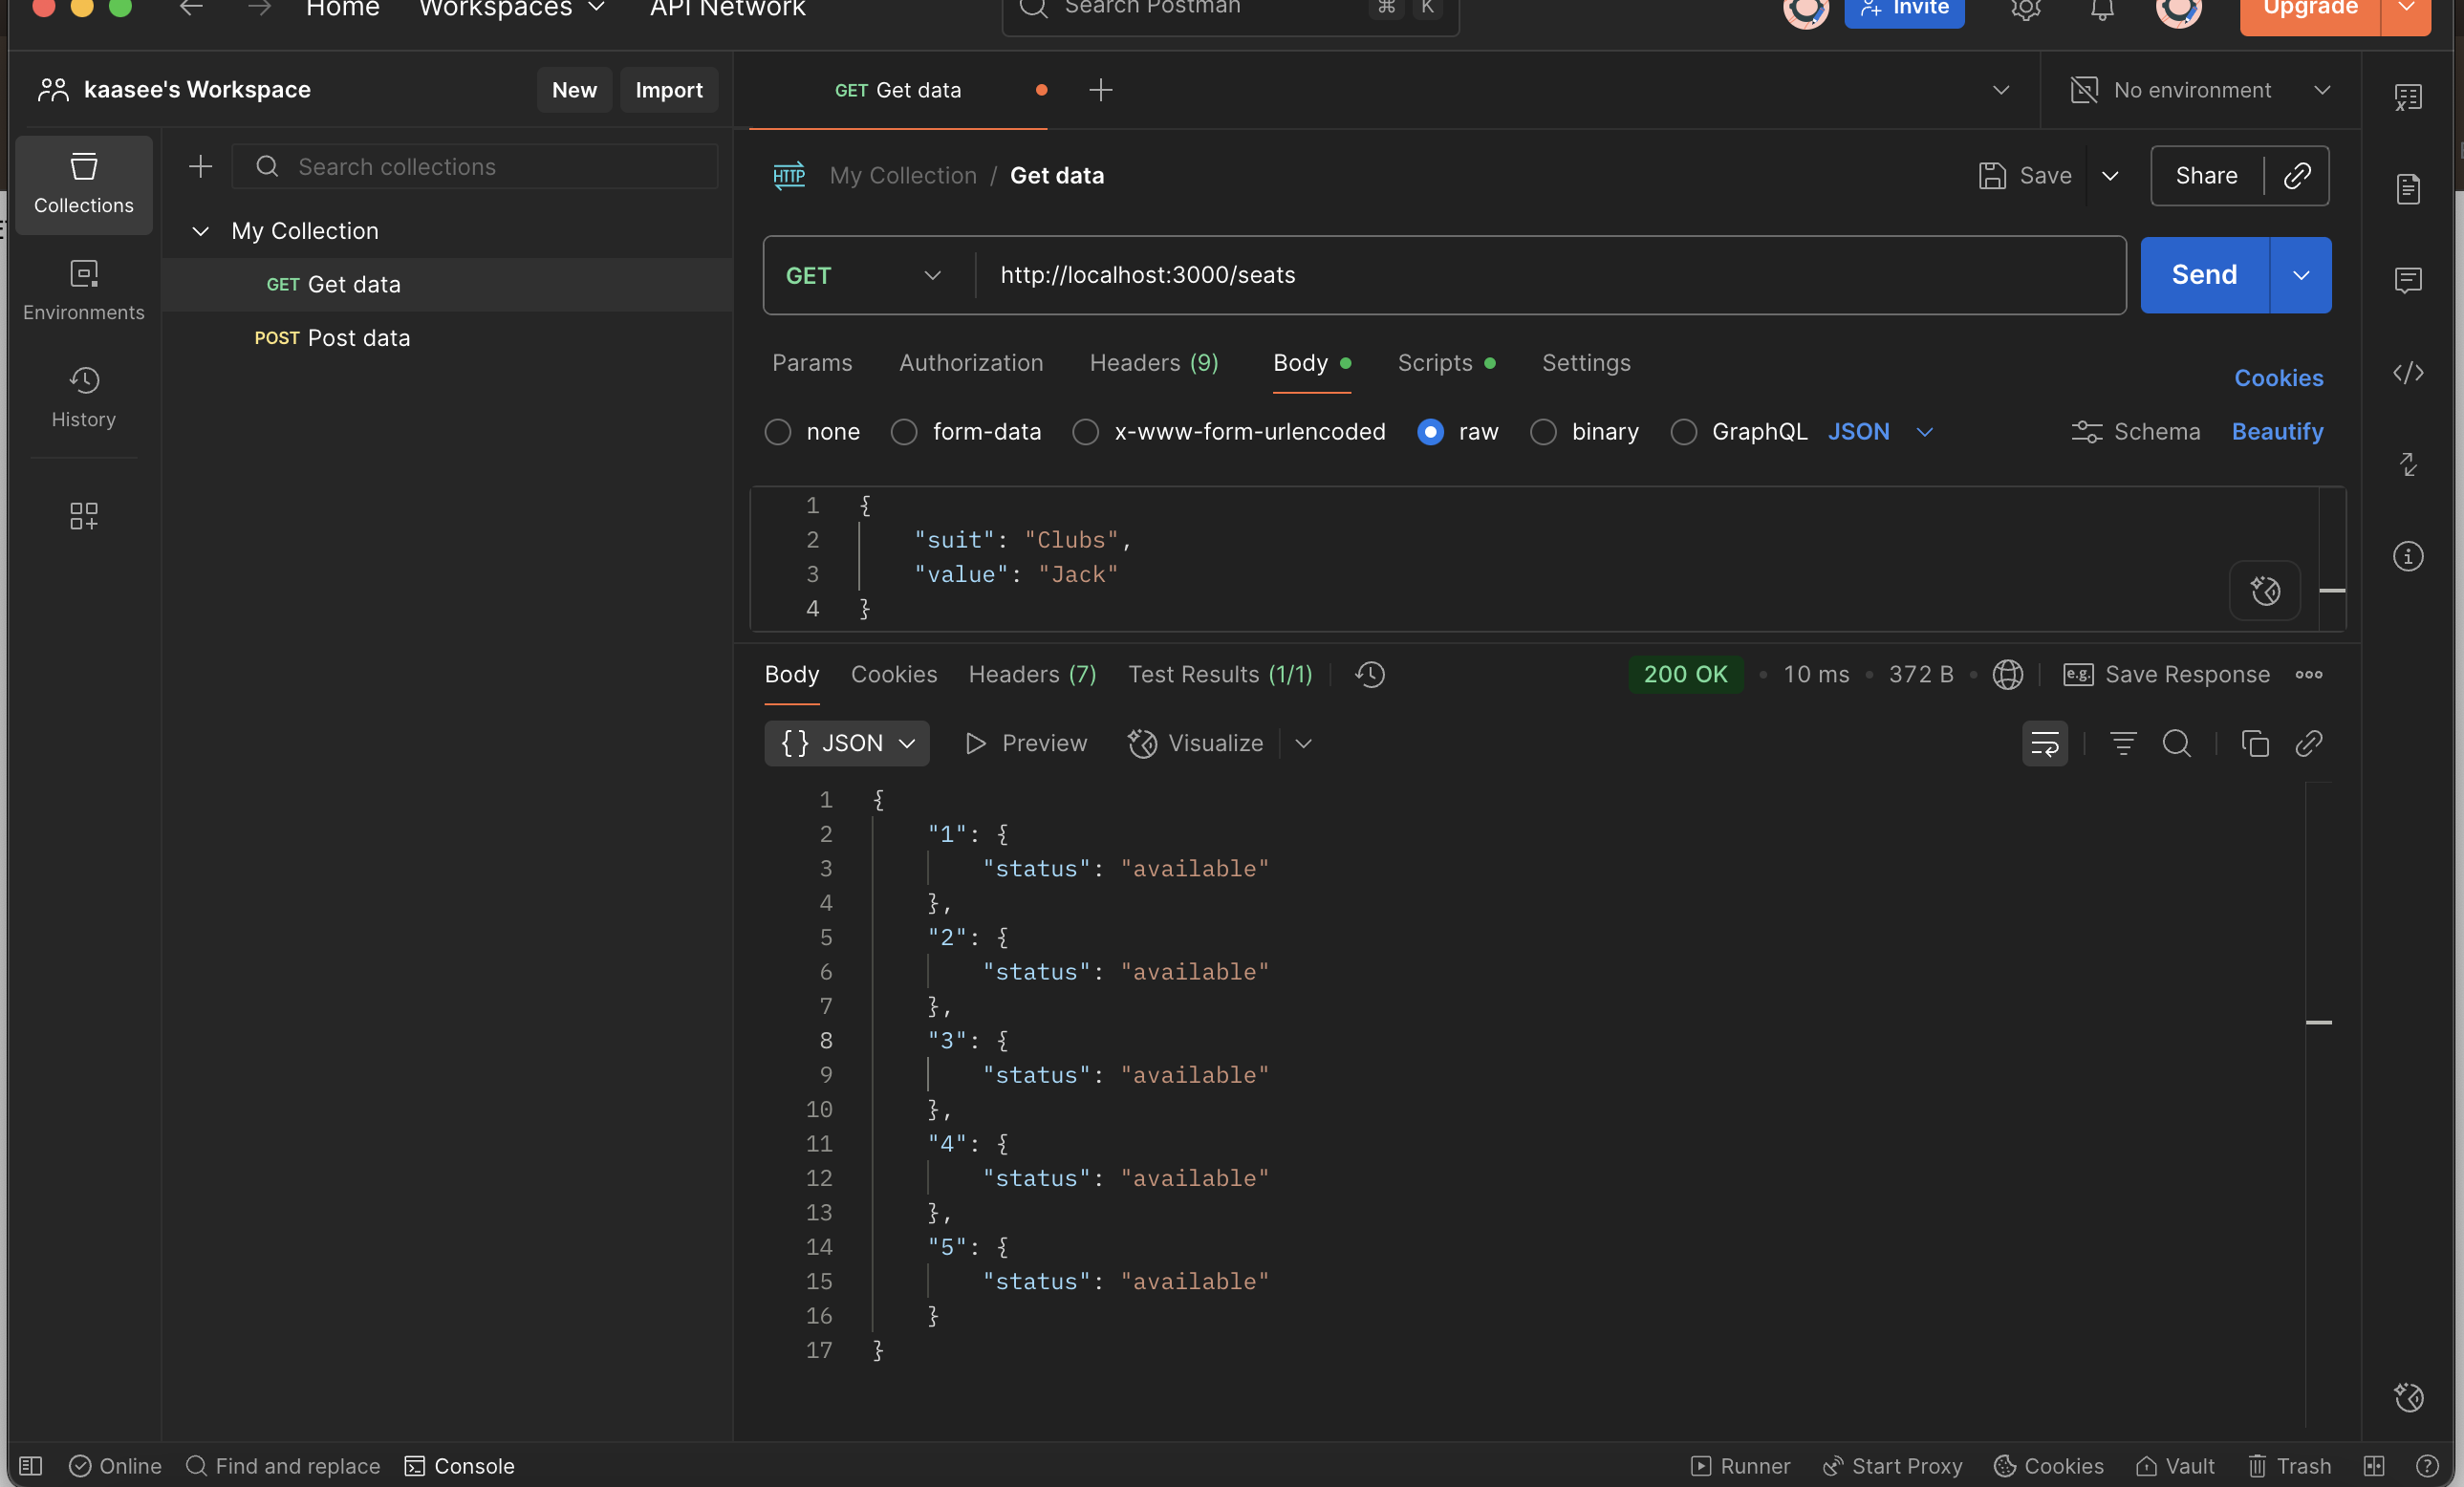 Home Workspaces API Network Search Postman ⌘ K Invite Upgrade
kaasee's Workspace New Import
GET Get data No environment
Collections
Search collections
My Collection
GET Get data
POST Post data
Environments
History
HTTP My Collection / Get data Save Share
GET http://localhost:3000/seats Send
Params Authorization Headers (9) Body Scripts Settings Cookies
none form-data x-www-form-urlencoded raw binary GraphQL JSON Schema Beautify
1 {
2 "suit": "Clubs",
3 "value": "Jack"
4 }
Body Cookies Headers (7) Test Results (1/1) 200 OK • 10 ms • 372 B • e.g. Save Response
{} JSON Preview Visualize
1 {
2 "1": {
3 "status": "available"
4 },
5 "2": {
6 "status": "available"
7 },
8 "3": {
9 "status": "available"
10 },
11 "4": {
12 "status": "available"
13 },
14 "5": {
15 "status": "available"
16 }
17 }
Online Find and replace Console Runner Start Proxy Cookies Vault Trash